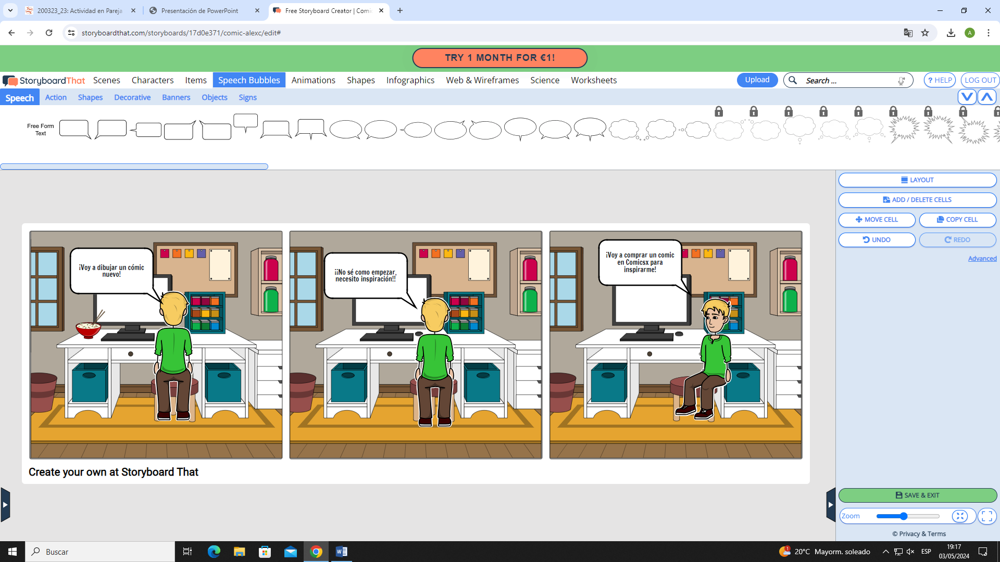 200323_23: Actividad en Pareja
Presentación de PowerPoint
Free Storyboard Creator | Comic
storyboardthat.com/storyboards/17d0e371/comic-alexc/edit#
A
TRY 1 MONTH FOR €1!
StoryboardThat
Scenes
Characters
Items
Speech Bubbles
Animations
Shapes
Infographics
Web & Wireframes
Science
Worksheets
Upload
Search ...
? HELP
LOG OUT
Speech
Action
Shapes
Decorative
Banners
Objects
Signs
Free Form
Text
LAYOUT
ADD / DELETE CELLS
MOVE CELL
COPY CELL
UNDO
REDO
Advanced
¡Voy a dibujar un cómic
nuevo!
¡¡No sé como empezar,
necesito inspiración!!
¡Voy a comprar un comic
en Comicsx para
inspirarme!
Create your own at Storyboard That
SAVE & EXIT
Zoom
© Privacy & Terms
Buscar
1
20°C Mayorm. soleado
ESP
19:17
03/05/2024